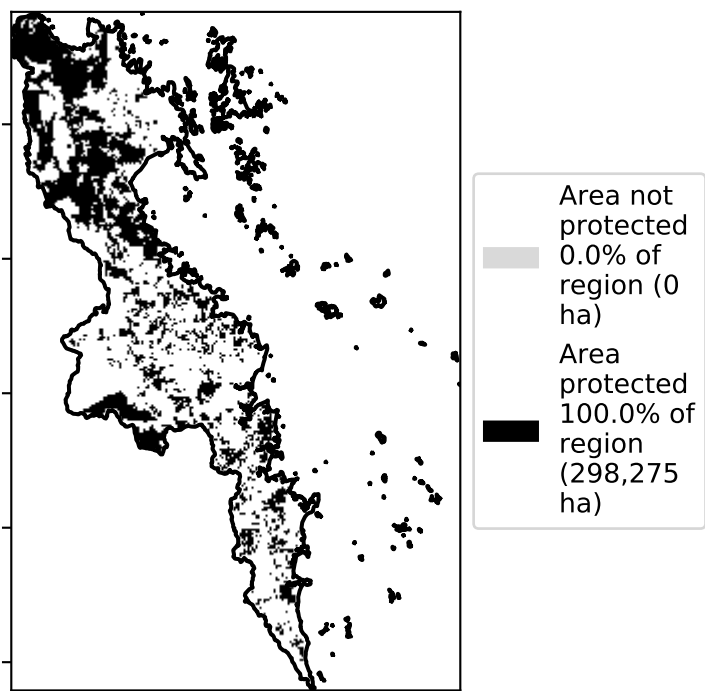 Area not
protected
0.0% of
region (0
ha)
Area
protected
100.0% of
region
(298,275
ha)